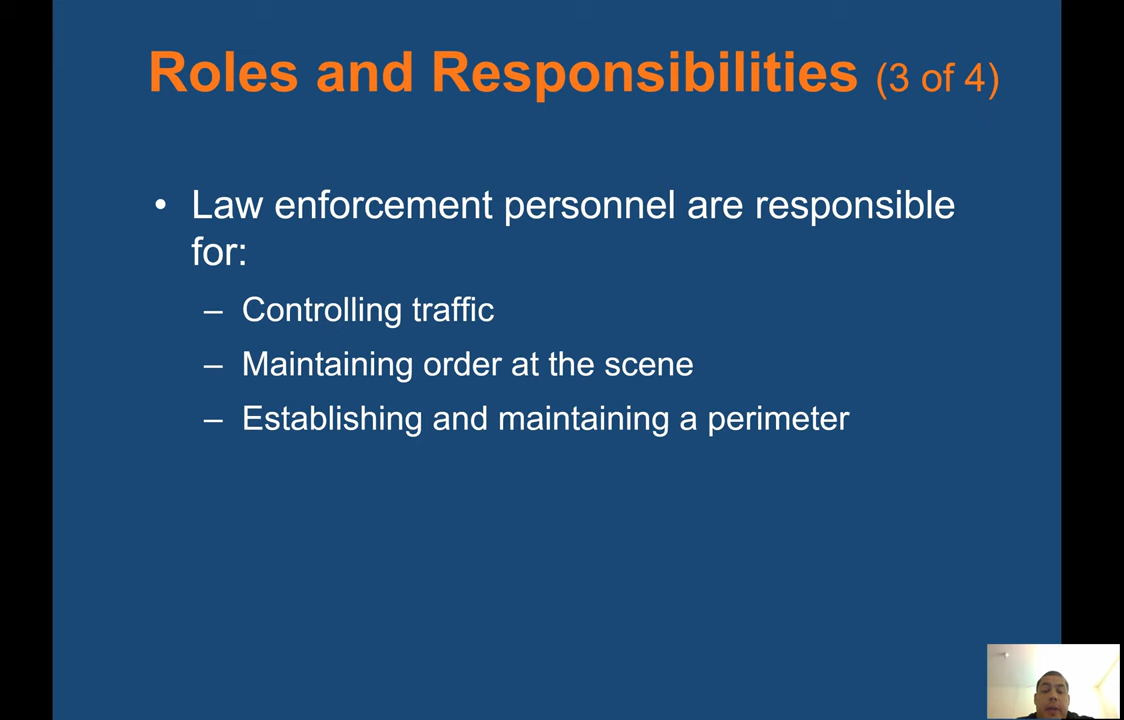 Roles and Responsibilities (3 of 4)
• Law enforcement personnel are responsible
for:
– Controlling traffic
– Maintaining order at the scene
– Establishing and maintaining a perimeter